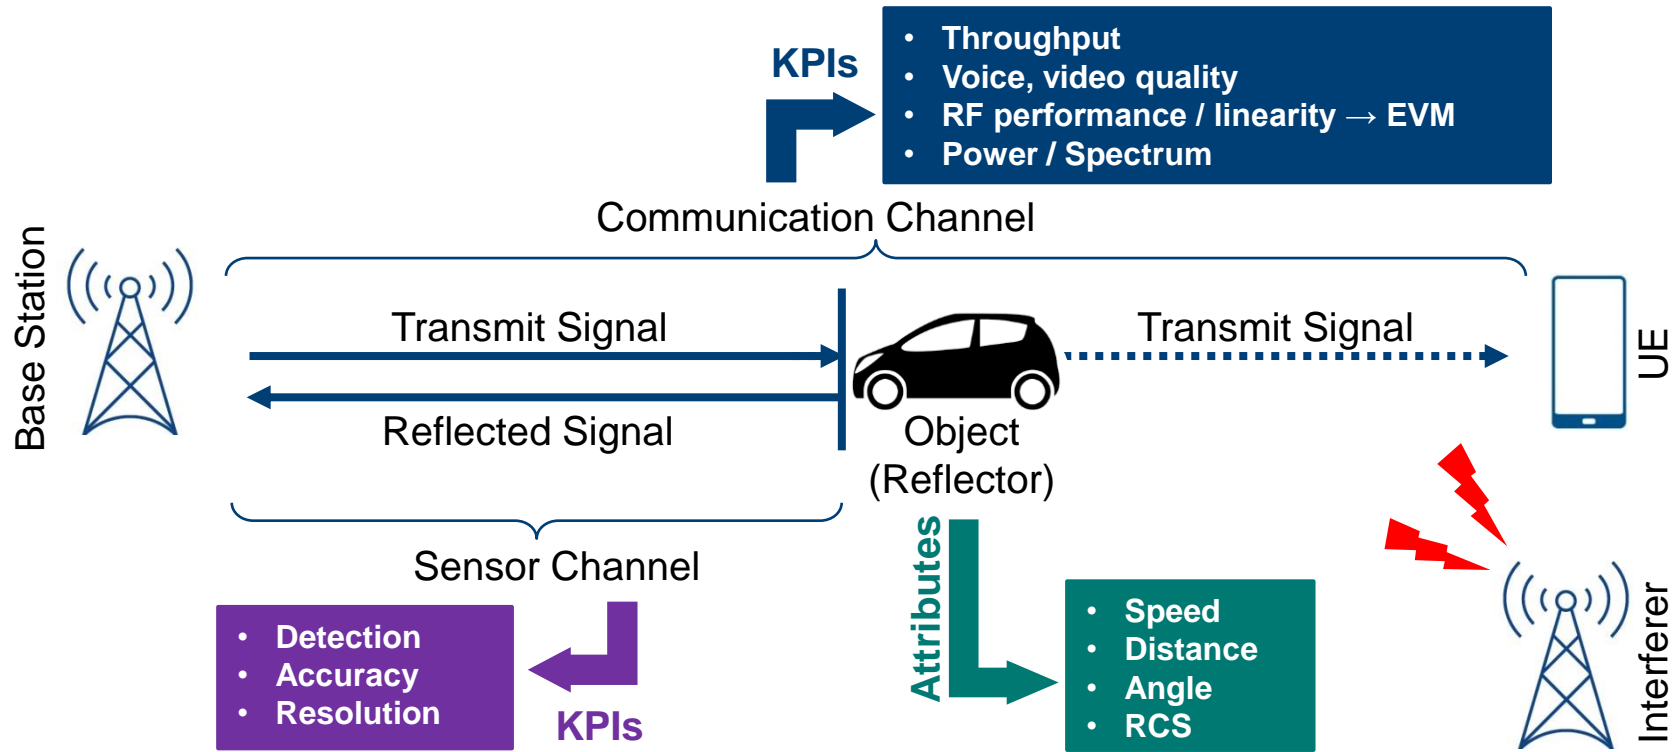 KPIs
• Throughput
• Voice, video quality
• RF performance / linearity → EVM
• Power / Spectrum
Communication Channel
Base Station
Transmit Signal
Transmit Signal
UE
Reflected Signal
Object
(Reflector)
Sensor Channel
Attributes
• Detection
• Accuracy
• Resolution
KPIs
• Speed
• Distance
• Angle
• RCS
Interferer